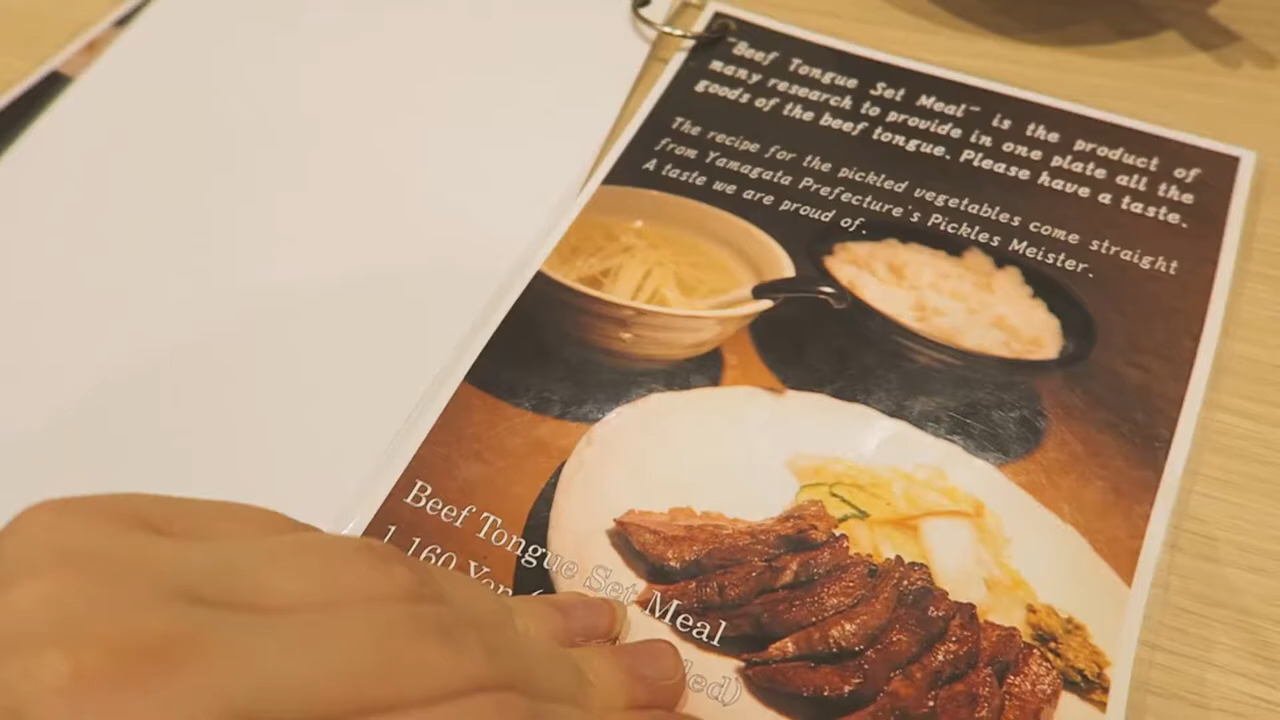 "Beef Tongue Set Meal" is the product of
many research to provide in one plate all the
goods of the beef tongue. Please have a taste.
The recipe for the pickled vegetables come straight
from Yamagata Prefecture's Pickles Meister.
A taste we are proud of.
Beef Tongue Set Meal
1,160 Yen